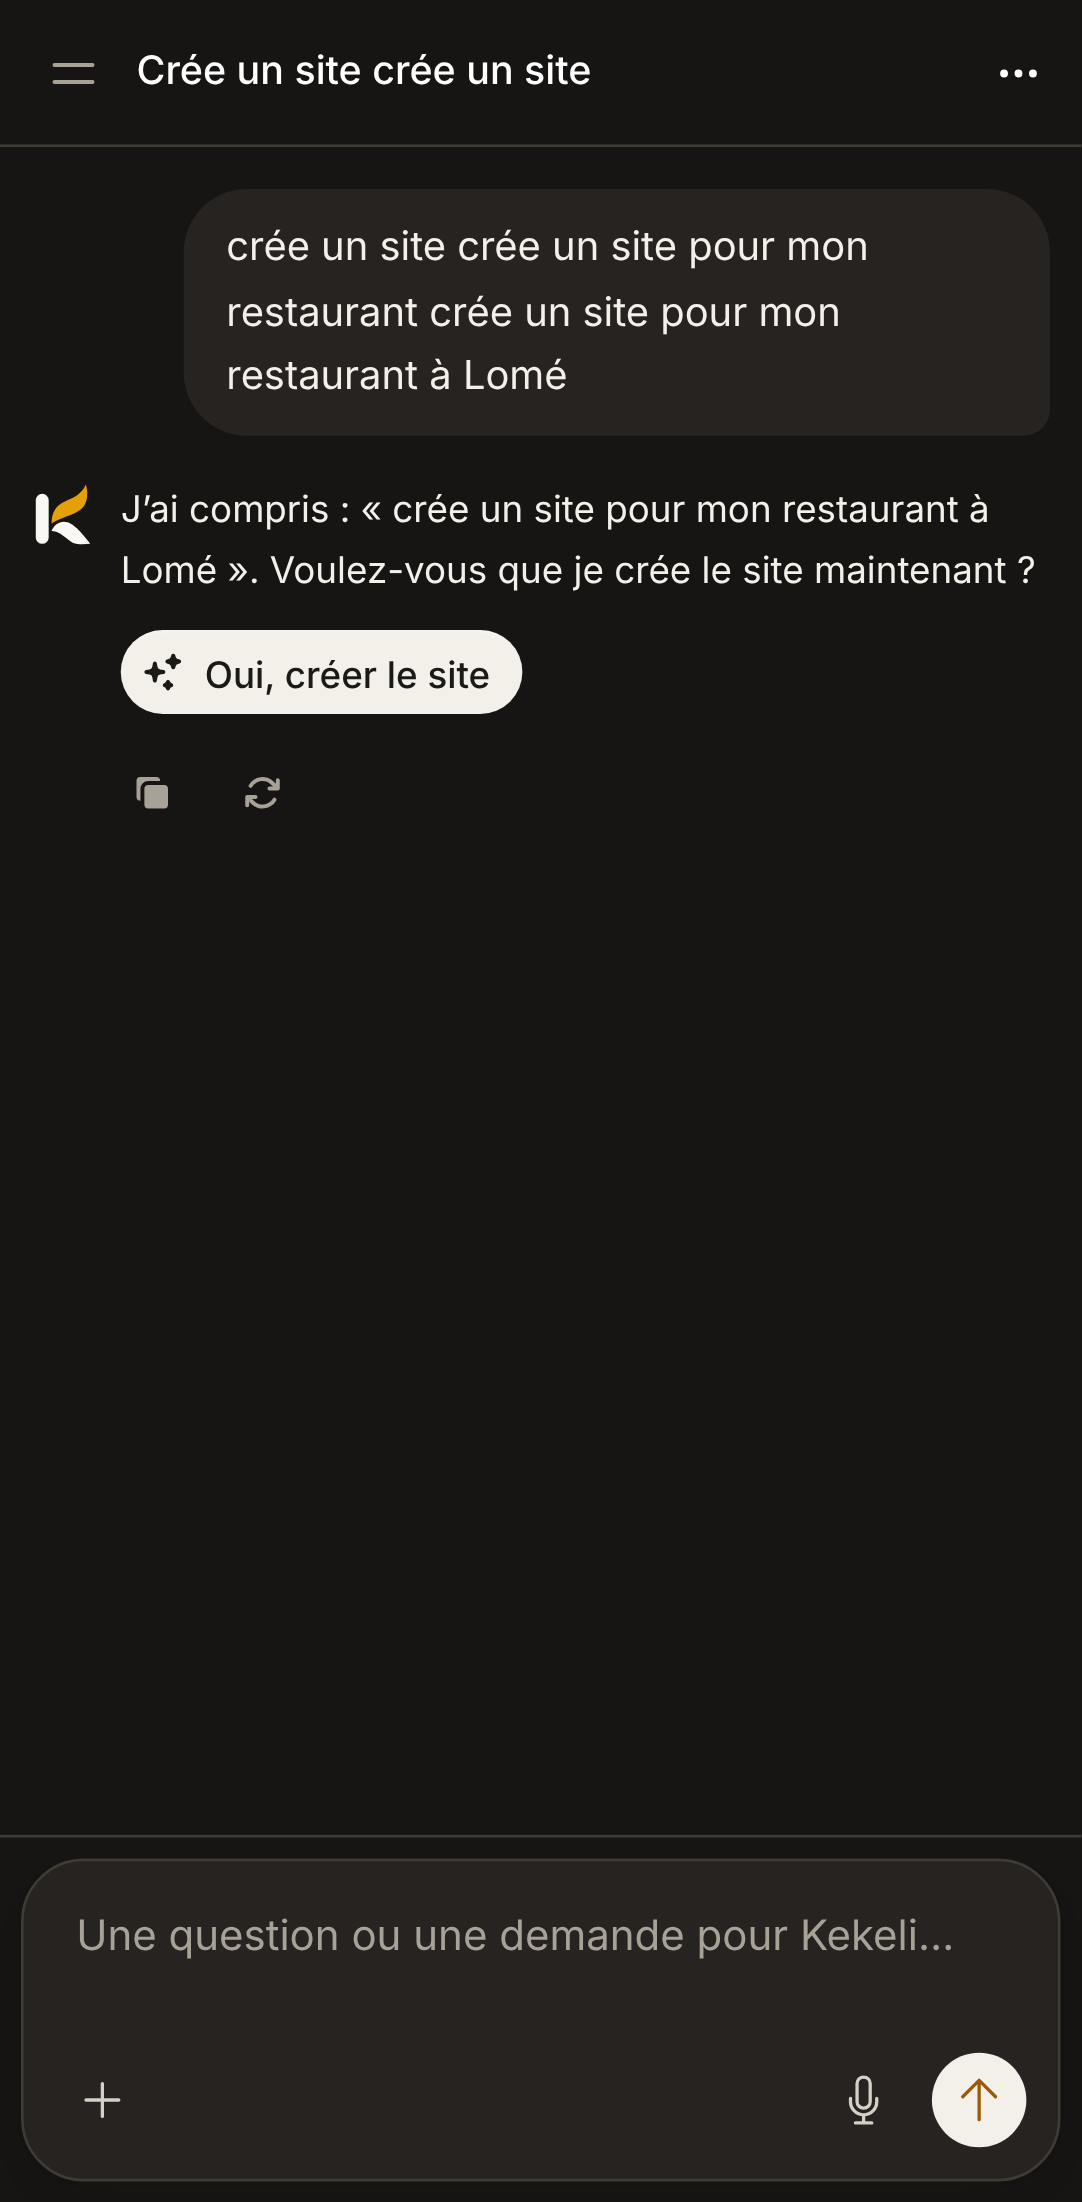 Crée un site crée un site
crée un site crée un site pour mon
restaurant crée un site pour mon
restaurant à Lomé
J’ai compris : « crée un site pour mon restaurant à
Lomé ». Voulez-vous que je crée le site maintenant ?
Oui, créer le site
Une question ou une demande pour Kekeli...